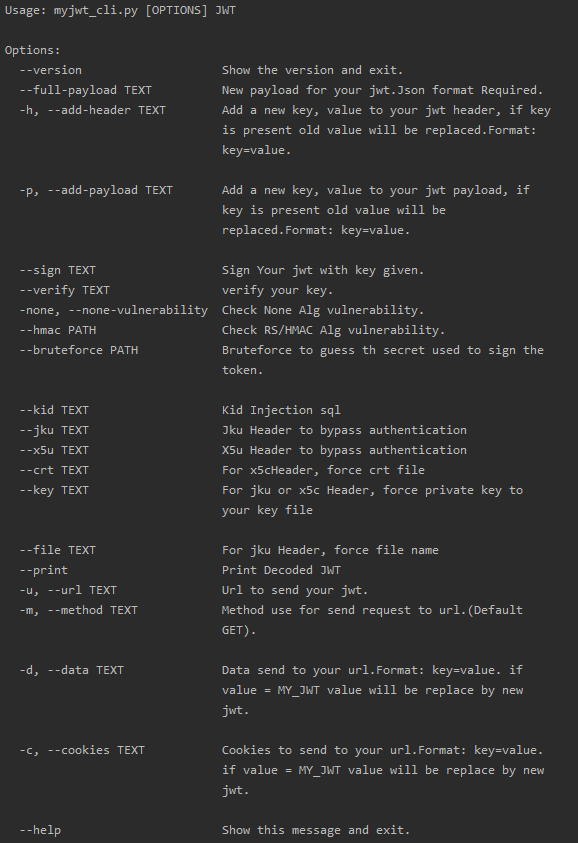 Usage: myjwt_cli.py [OPTIONS] JWT
Options:
--version Show the version and exit.
--full-payload TEXT New payload for your jwt.Json format Required.
-h, --add-header TEXT Add a new key, value to your jwt header, if key
is present old value will be replaced.Format:
key=value.
-p, --add-payload TEXT Add a new key, value to your jwt payload, if
key is present old value will be
replaced.Format: key=value.
--sign TEXT Sign Your jwt with key given.
--verify TEXT verify your key.
-none, --none-vulnerability Check None Alg vulnerability.
--hmac PATH Check RS/HMAC Alg vulnerability.
--bruteforce PATH Bruteforce to guess th secret used to sign the
token.
--kid TEXT Kid Injection sql
--jku TEXT Jku Header to bypass authentication
--x5u TEXT X5u Header to bypass authentication
--crt TEXT For x5cHeader, force crt file
--key TEXT For jku or x5c Header, force private key to
your key file
--file TEXT For jku Header, force file name
--print Print Decoded JWT
-u, --url TEXT Url to send your jwt.
-m, --method TEXT Method use for send request to url.(Default
GET).
-d, --data TEXT Data send to your url.Format: key=value. if
value = MY_JWT value will be replace by new
jwt.
-c, --cookies TEXT Cookies to send to your url.Format: key=value.
if value = MY_JWT value will be replace by new
jwt.
--help Show this message and exit.